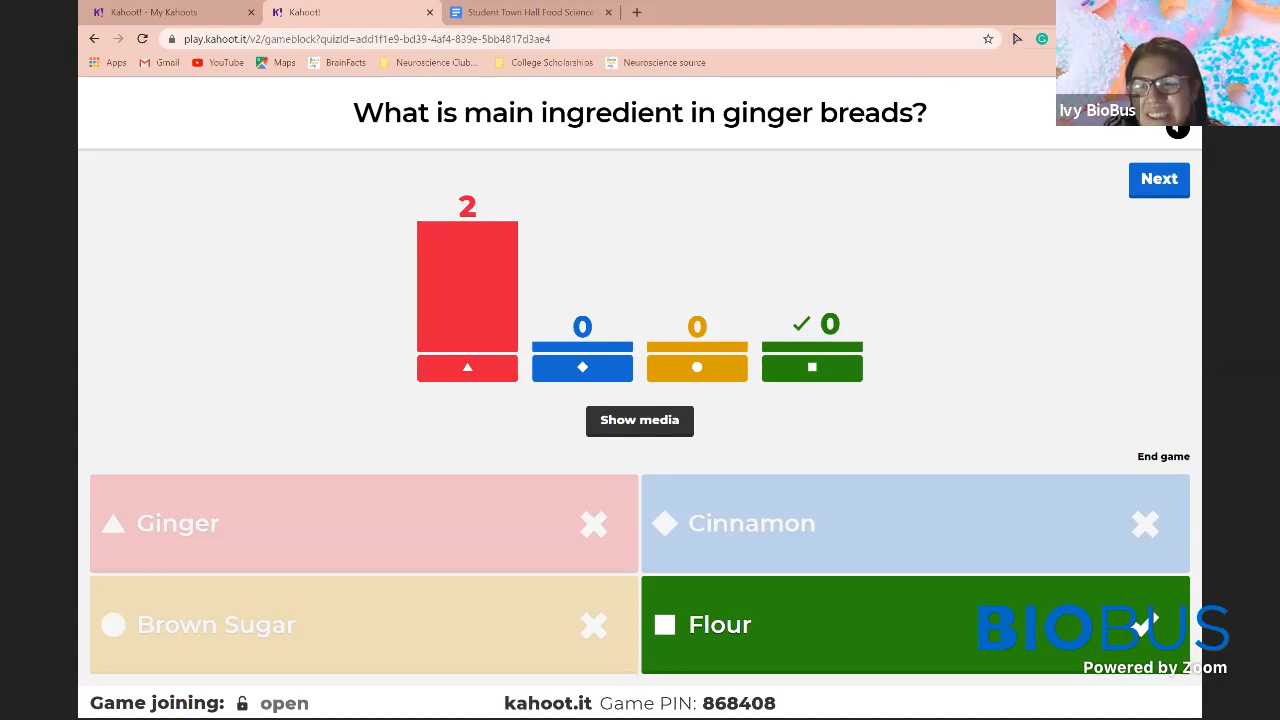 Kahoot! - My Kahoots
Kahoot!
Student Town Hall Food Science
play.kahoot.it/v2/gameblock?quizId=add1f1e9-bd39-4af4-839e-5bb4817d3ae4
Apps
Gmail
YouTube
Maps
BrainFacts
Neuroscience Club...
College Scholarships
Neuroscience source
Ivy BioBus
What is main ingredient in ginger breads?
Next
2
0
0
0
Show media
End game
Ginger
Cinnamon
Brown Sugar
Flour
BIOBUS
Powered by Zoom
Game joining: open
kahoot.it Game PIN: 868408